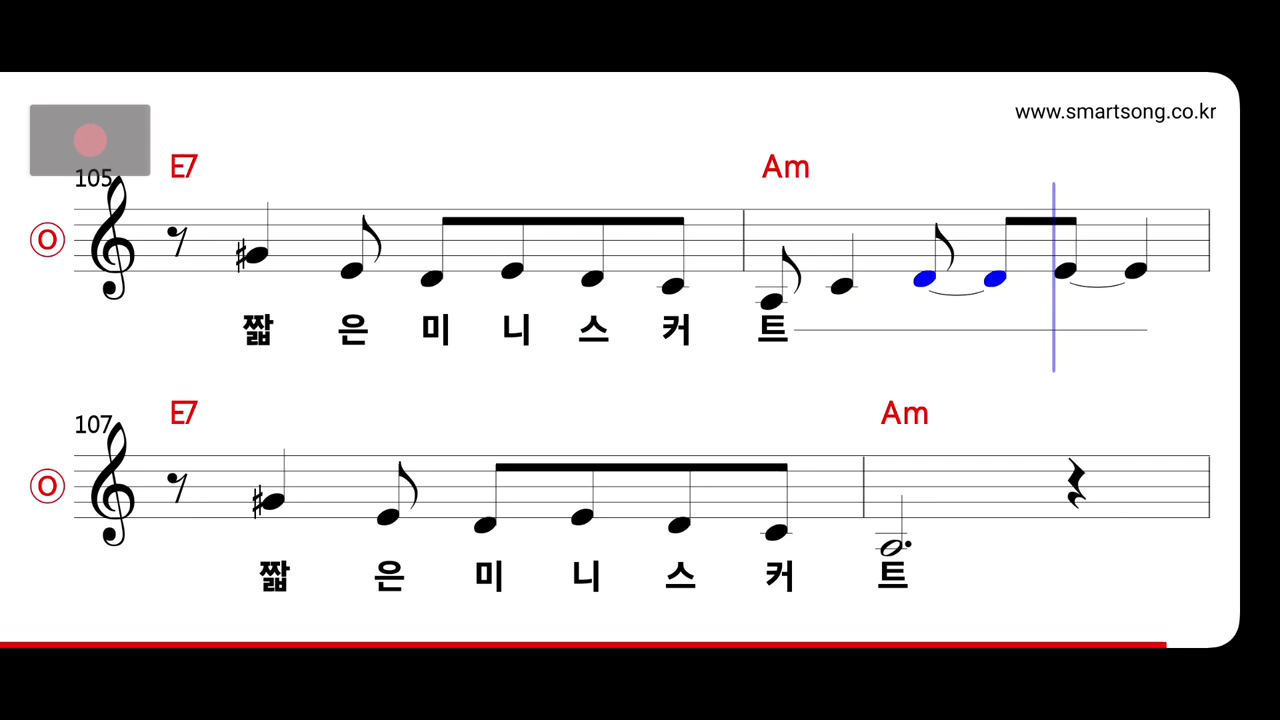 www.smartsong.co.kr
E7 Am
105
O
짧 은 미 니 스 커 트
E7 Am
107
O
짧 은 미 니 스 커 트